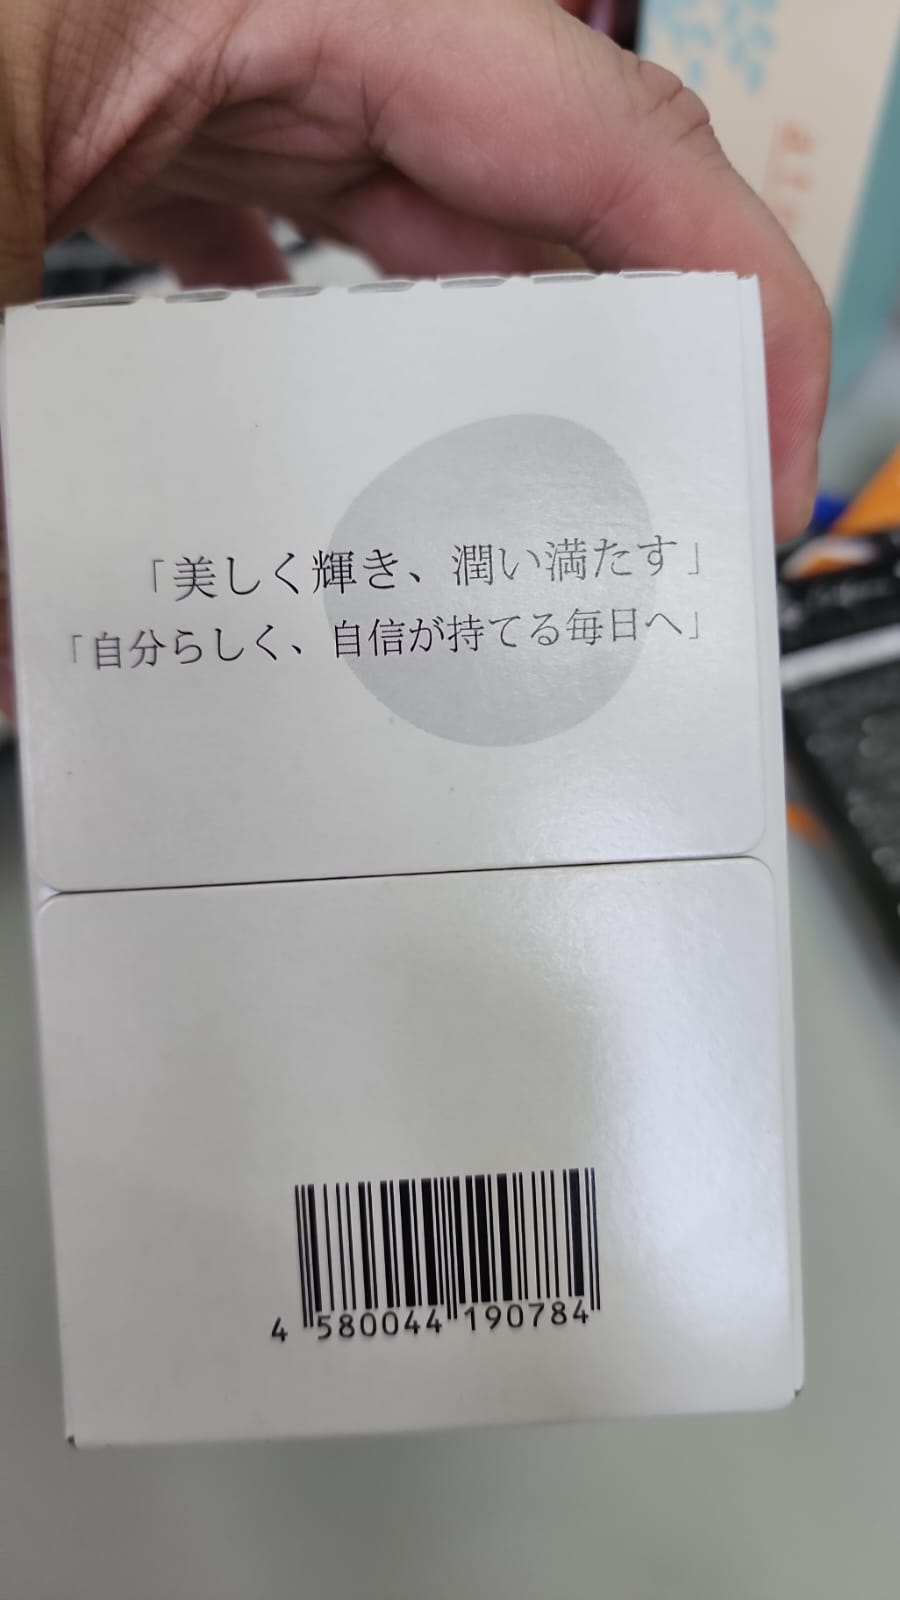 「美しく輝き、潤い満たす」
「自分らしく、自信が持てる毎日へ」
4 580044 190784